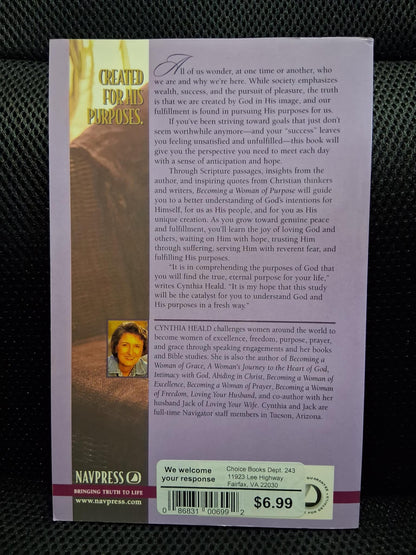 CREATED
FOR HIS
PURPOSES.
All of us wonder, at one time or another, who
we are and why we're here. While society emphasizes
wealth, success, and the pursuit of pleasure, the truth
is that we are created by God in His image, and our
fulfillment is found in pursuing His purposes for us.
If you've been striving toward goals that just don't
seem worthwhile anymore—and your "success" leaves
you feeling unsatisfied and unfulfilled—this book will
give you the perspective you need to meet each day
with a sense of anticipation and hope.
Through Scripture passages, insights from the
author, and inspiring quotes from Christian thinkers
and writers, Becoming a Woman of Purpose will guide
you to a better understanding of God's intentions for
Himself, for us as His people, and for you as His
unique creation. As you grow toward genuine peace
and fulfillment, you'll learn the joy of loving God and
others, waiting on Him with hope, trusting Him
through suffering, serving Him with reverent fear, and
fulfilling His purposes.
"It is in comprehending the purposes of God that
you will find the true, eternal purpose for your life,"
writes Cynthia Heald. "It is my hope that this study
will be the catalyst for you to understand God and
His purposes in a fresh way."
CYNTHIA HEALD challenges women around the world to
become women of excellence, freedom, purpose, prayer,
and grace through speaking engagements and her books
and Bible studies. She is also the author of Becoming a
Woman of Grace, A Woman's Journey to the Heart of God,
Intimacy with God, Abiding in Christ, Becoming a Woman of
Excellence, Becoming a Woman of Prayer, Becoming a Woman
of Freedom, Loving Your Husband, and co-author with her
husband Jack of Loving Your Wife. Cynthia and Jack are
full-time Navigator staff members in Tucson, Arizona.
NAVPRESS
BRINGING TRUTH TO LIFE
www.navpress.com
We welcome
your response
Choice Books Dept. 243
11923 Lee Highway
Fairfax, VA 22030
$6.99
0 86831 00699 2